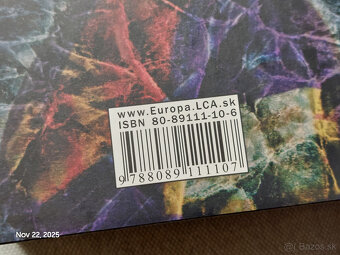 www.Europa.LCA.sk
ISBN 80-89111-10-6
9 788089 111107
Nov 22, 2025
Bazos.sk